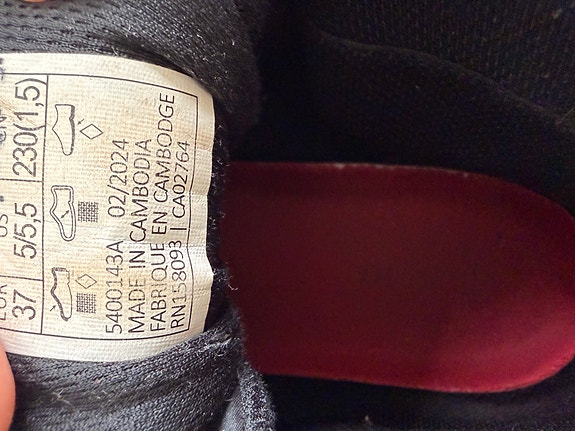 EUR US
37 5/5,5 230(1,5)
5400143A 02/2024
MADE IN CAMBODIA
FABRIQUE EN CAMBODGE
RN158093 | CA02764